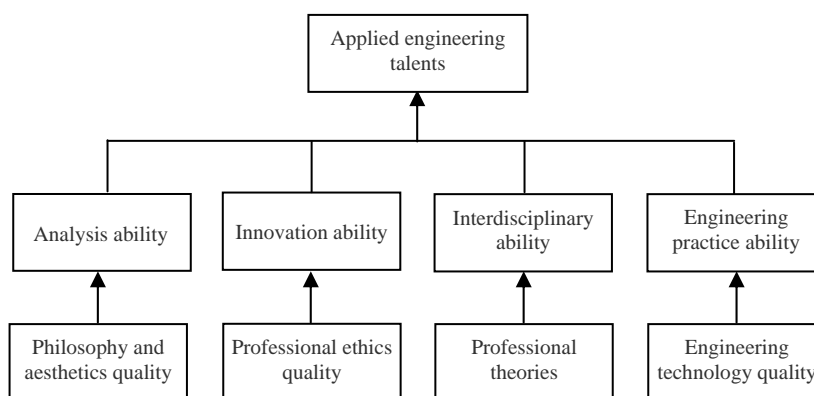 Applied engineering
talents
Analysis ability
Innovation ability
Interdisciplinary
ability
Engineering
practice ability
Philosophy and
aesthetics quality
Professional ethics
quality
Professional
theories
Engineering
technology quality